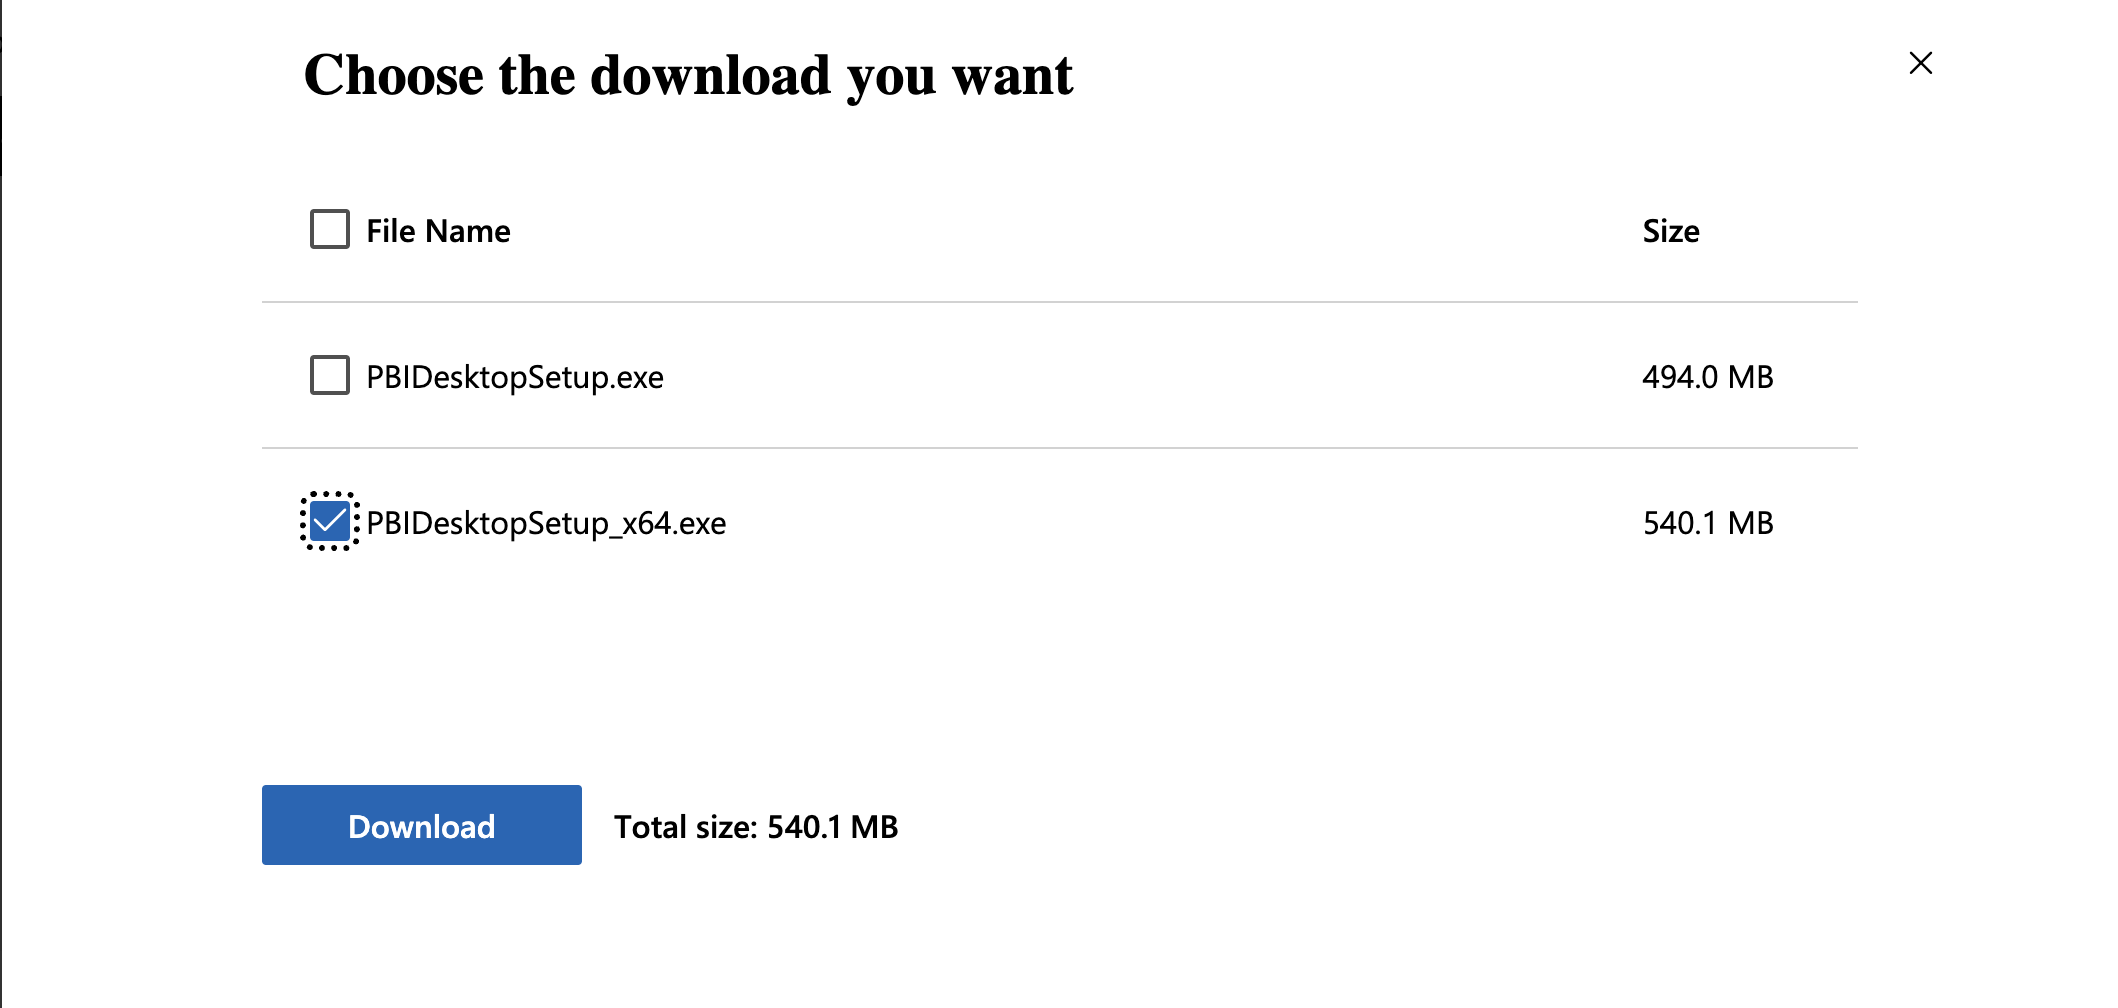 Choose the download you want
File Name Size
PBIDesktopSetup.exe 494.0 MB
PBIDesktopSetup_x64.exe 540.1 MB
Download Total size: 540.1 MB